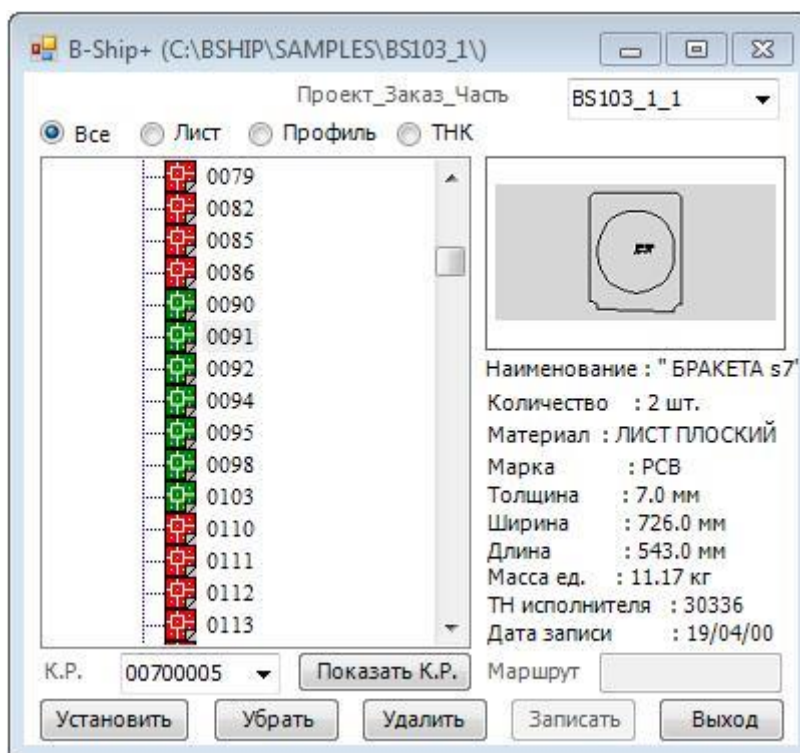 B-Ship+ (C:\BSHIP\SAMPLES\BS103_1\)
Проект_Заказ_Часть BS103_1_1
Все Лист Профиль ТНК
0079
0082
0085
0086
0090
0091
0092
0094
0095
0098
0103
0110
0111
0112
0113
Наименование : " БРАКЕТА s7"
Количество : 2 шт.
Материал : ЛИСТ ПЛОСКИЙ
Марка : РСВ
Толщина : 7.0 мм
Ширина : 726.0 мм
Длина : 543.0 мм
Масса ед. : 11.17 кг
ТН исполнителя : 30336
Дата записи : 19/04/00
К.Р. 00700005 Показать К.Р. Маршрут
Установить Убрать Удалить Записать Выход